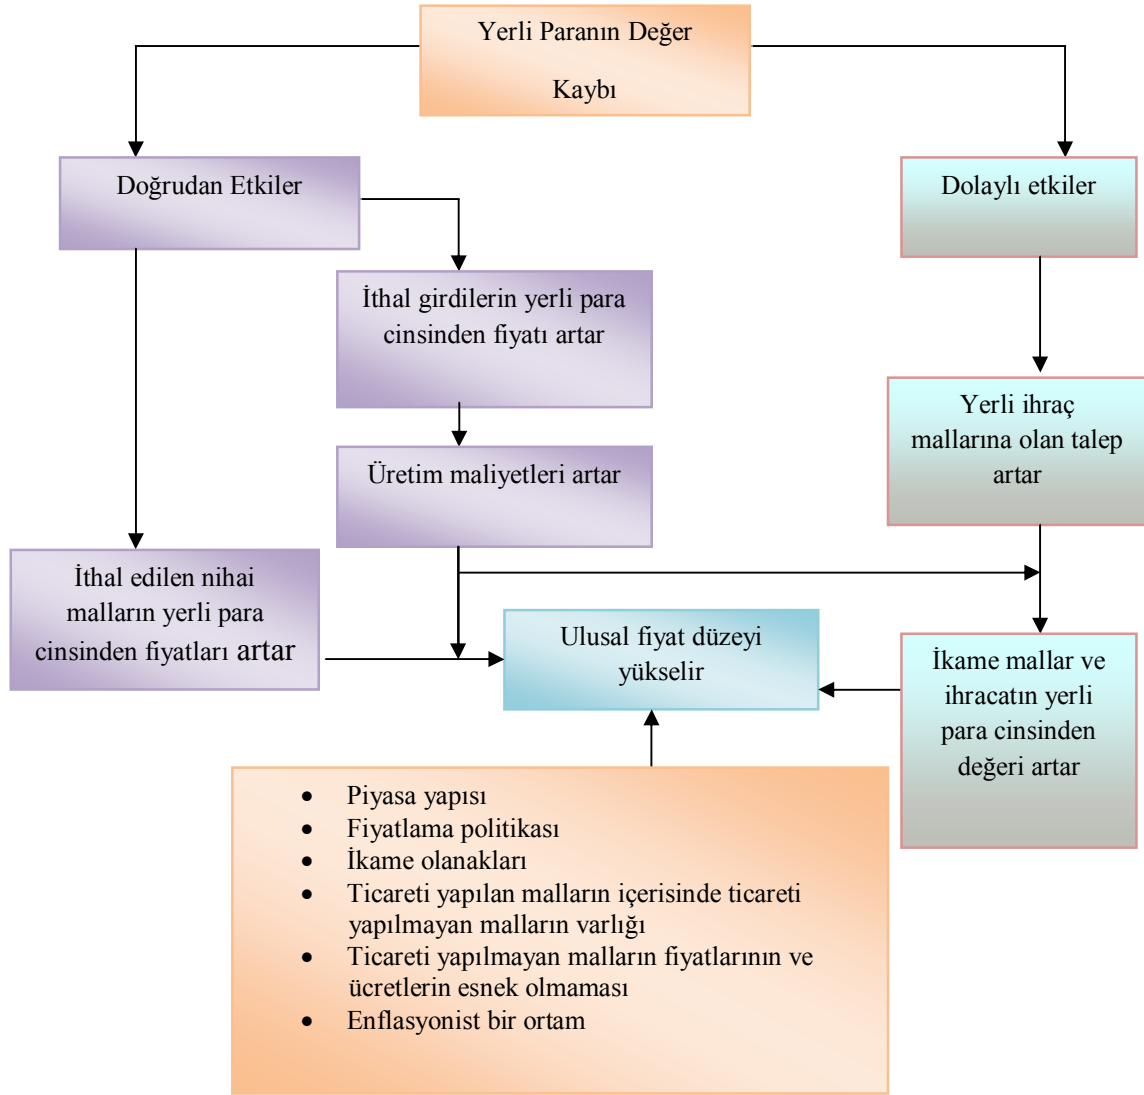 Yerli Paranın Değer
Kaybı
Doğrudan Etkiler
Dolaylı etkiler
İthal girdilerin yerli para
cinsinden fiyatı artar
Yerli ihraç
mallarına olan talep
artar
Üretim maliyetleri artar
İthal edilen nihai
malların yerli para
cinsinden fiyatları artar
Ulusal fiyat düzeyi
yükselir
İkame mallar ve
ihracatın yerli
para cinsinden
değeri artar
• Piyasa yapısı
• Fiyatlama politikası
• İkame olanakları
• Ticareti yapılan malların içerisinde ticareti
yapılmayan malların varlığı
• Ticareti yapılmayan malların fiyatlarının ve
ücretlerin esnek olmaması
• Enflasyonist bir ortam